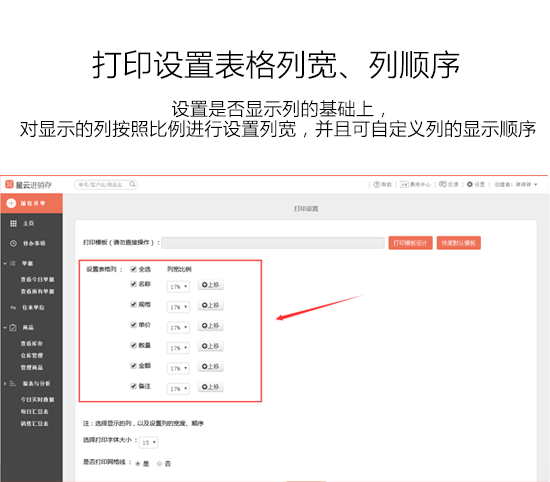 打印设置表格列宽、列顺序
设置是否显示列的基础上，
对显示的列按照比例进行设置列宽，并且可自定义列的显示顺序
星云进销存
单号/客户名/商品名
帮助
费用中心
反馈
设置
主页
待办事项
单据
查看今日单据
查看所有单据
往来单位
商品
查看库存
仓库管理
管理商品
报表与分析
今日实时数据
每日汇总表
销售汇总表
打印设置
打印模板（请勿直接操作）：
打印模板设计
恢复默认模板
设置表格列： 全选 列宽比例
名称 17% 上移
规格 17% 上移
单价 17% 上移
数量 17% 上移
金额 17% 上移
备注 17% 上移
注：选择显示的列，以及设置列的宽度、顺序
选择打印字体大小： 15
是否打印网格线： 是 否